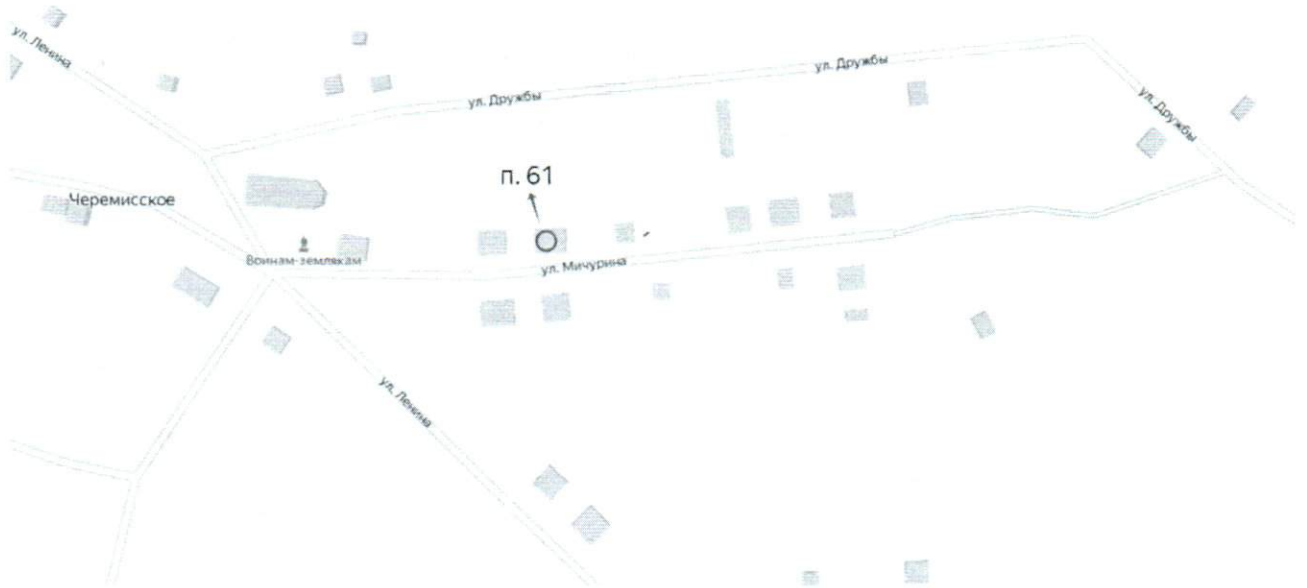 ул. Ленина
ул. Дружбы
ул. Дружбы
ул. Дружбы
п. 61
Черемисское
Воинам-землякам
ул. Мичурина
ул. Ленина